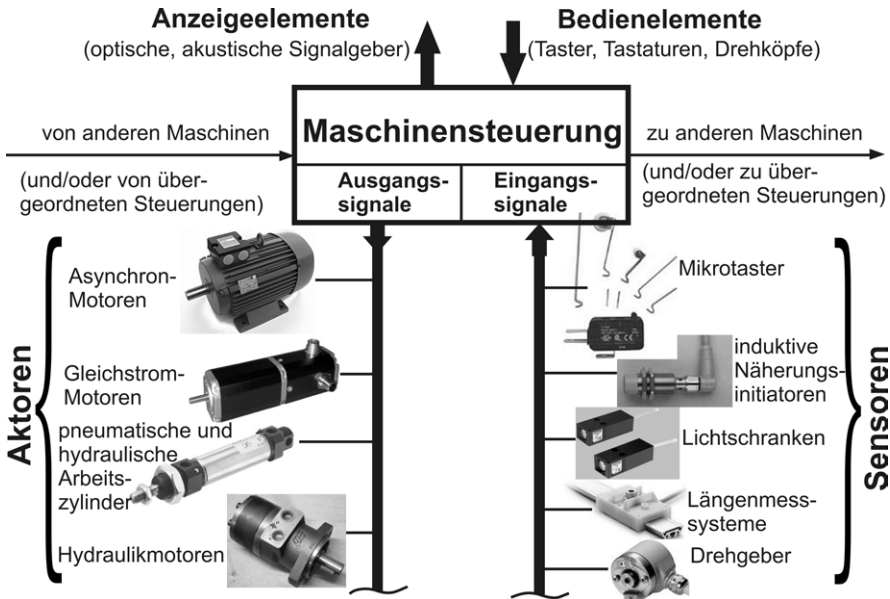 Anzeigeelemente
(optische, akustische Signalgeber)
Bedienelemente
(Taster, Tastaturen, Drehköpfe)
Maschinensteuerung
Ausgangs-
signale
Eingangs-
signale
von anderen Maschinen
(und/oder von über-
geordneten Steuerungen)
zu anderen Maschinen
(und/oder zu über-
geordneten Steuerungen)
Aktoren
Asynchron-
Motoren
Gleichstrom-
Motoren
pneumatische und
hydraulische
Arbeits-
zylinder
Hydraulikmotoren
Mikrotaster
induktive
Näherungs-
initiatoren
Lichtschranken
Längenmess-
systeme
Drehgeber
Sensoren